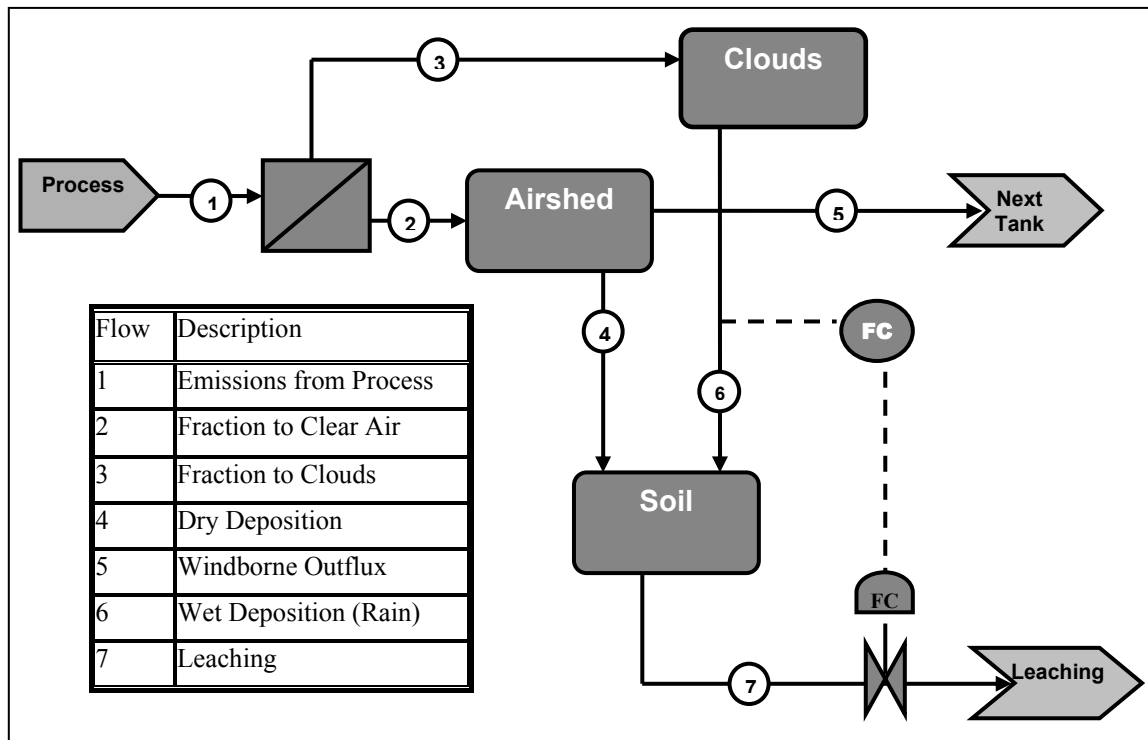 Clouds
3
Process
1
2
Airshed
5
Next
Tank
4
FC
6
Flow Description
1 Emissions from Process
2 Fraction to Clear Air
3 Fraction to Clouds
4 Dry Deposition
5 Windborne Outflux
6 Wet Deposition (Rain)
7 Leaching
Soil
FC
7
Leaching